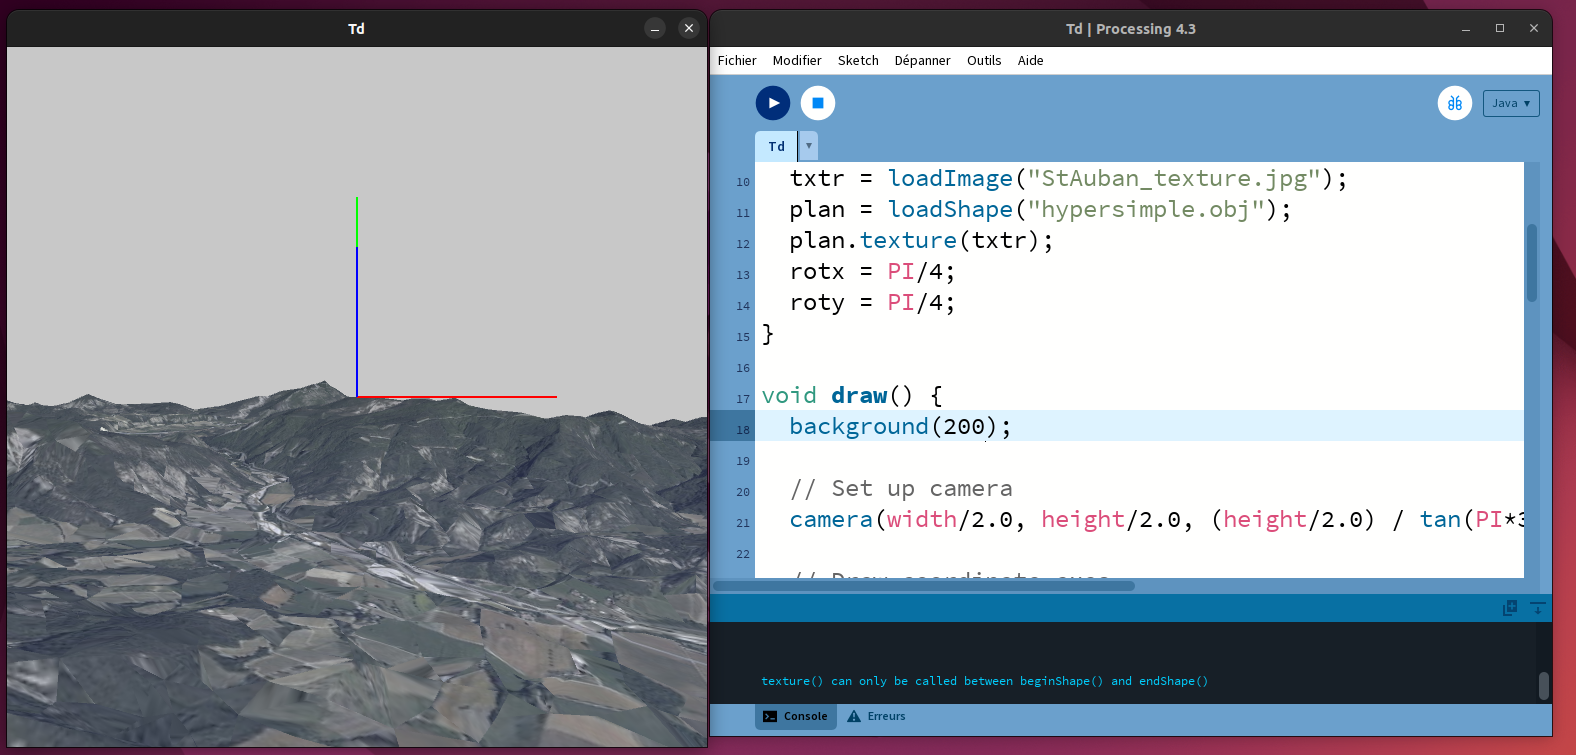 Td
Td | Processing 4.3
Fichier Modifier Sketch Dépanner Outils Aide
Java
Td
10 txtr = loadImage("StAuban_texture.jpg");
11 plan = loadShape("hypersimple.obj");
12 plan.texture(txtr);
13 rotx = PI/4;
14 roty = PI/4;
15 }
16
17 void draw() {
18 background(200);
19
20 // Set up camera
21 camera(width/2.0, height/2.0, (height/2.0) / tan(PI*3
22
// Draw coordinate axes
texture() can only be called between beginShape() and endShape()
Console Erreurs